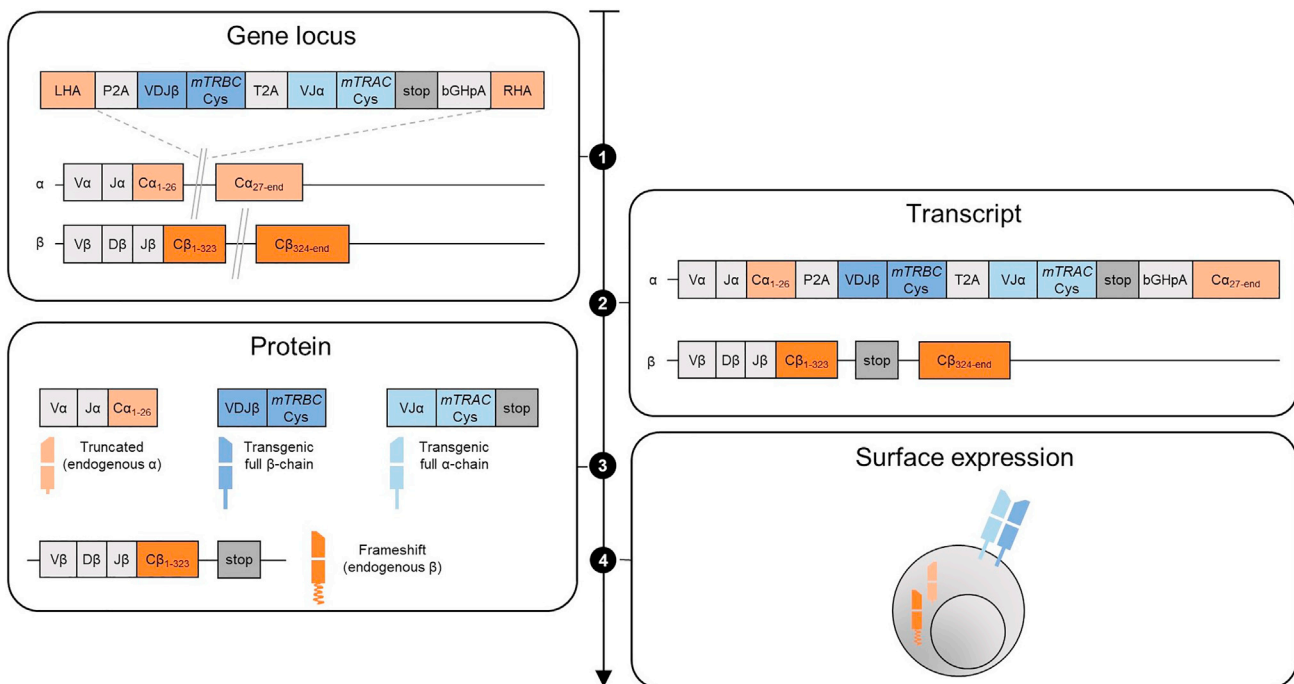 Gene locus
LHA P2A VDJβ mTRBC Cys T2A VJα mTRAC Cys stop bGHpA RHA
α Vα Jα Cα1-26 Cα27-end
β Vβ Dβ Jβ Cβ1-323 Cβ324-end
1
Transcript
α Vα Jα Cα1-26 P2A VDJβ mTRBC Cys T2A VJα mTRAC Cys stop bGHpA Cα27-end
β Vβ Dβ Jβ Cβ1-323 stop Cβ324-end
2
Protein
Vα Jα Cα1-26
VDJβ mTRBC Cys
VJα mTRAC Cys stop
Truncated
(endogenous α)
Transgenic
full β-chain
Transgenic
full α-chain
Vβ Dβ Jβ Cβ1-323 stop
Frameshift
(endogenous β)
3
Surface expression
4